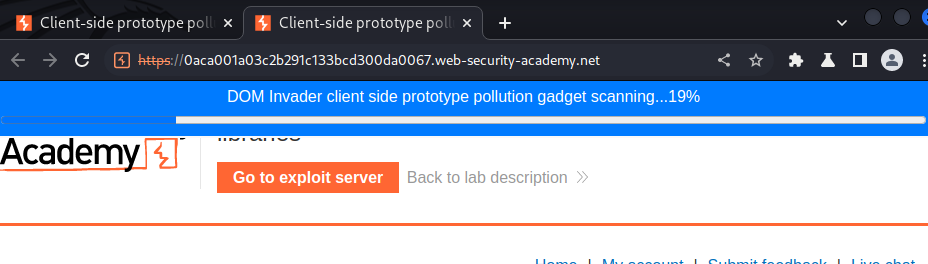 Client-side prototype poll
Client-side prototype poll
https://0aca001a03c2b291c133bcd300da0067.web-security-academy.net
DOM Invader client side prototype pollution gadget scanning...19%
libraries
Academy
Go to exploit server
Back to lab description
Home | My account | Submit feedback | Live chat